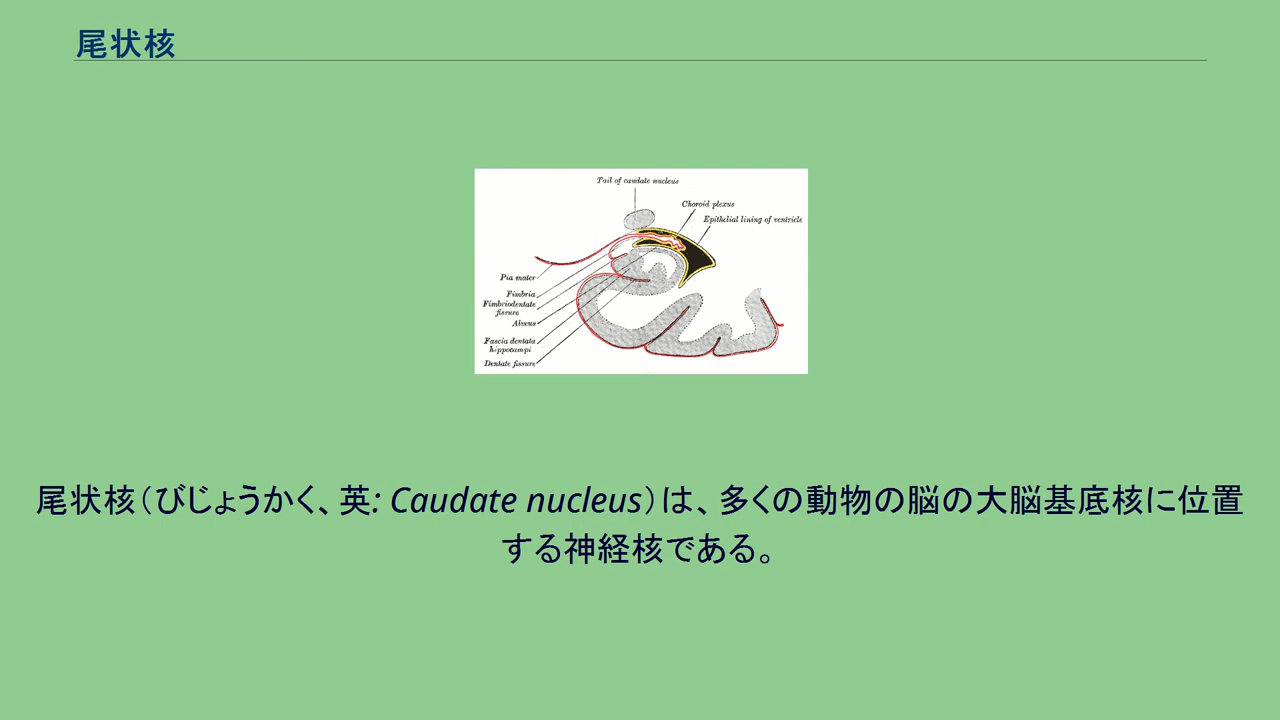 尾状核
Tail of caudate nucleus
Choroid plexus
Epithelial lining of ventricle
Pia mater
Fimbria
Fimbriodentate
fissure
Alveus
Fascia dentata
hippocampi
Dentate fissure
尾状核（びじょうかく、英: Caudate nucleus）は、多くの動物の脳の大脳基底核に位置
する神経核である。